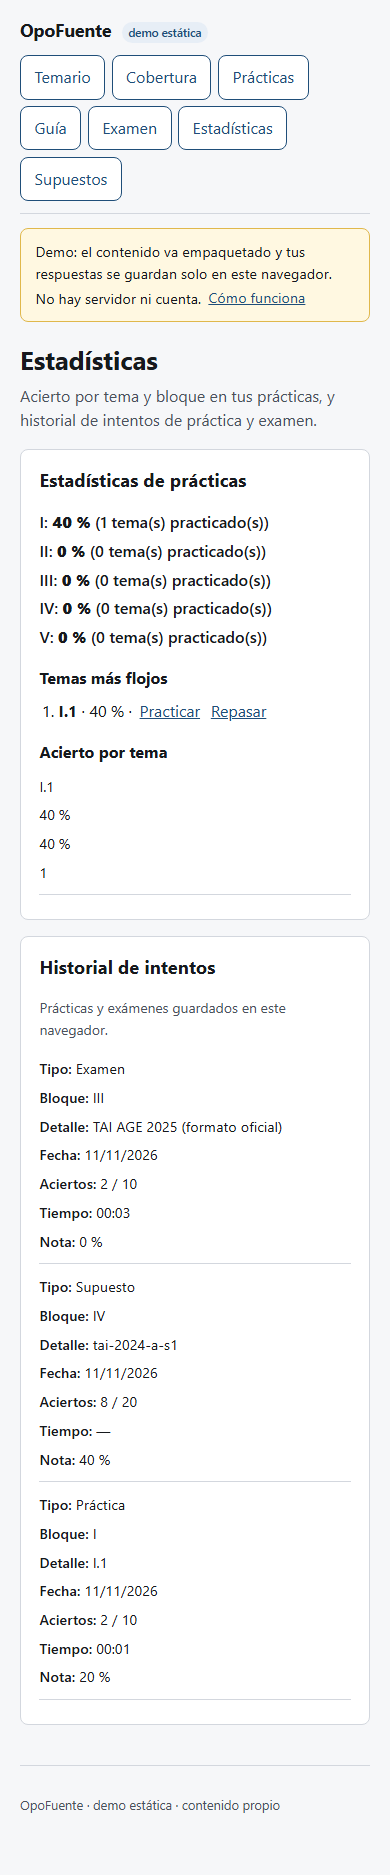 OpoFuente demo estática
Temario Cobertura Prácticas
Guía Examen Estadísticas
Supuestos
Demo: el contenido va empaquetado y tus
respuestas se guardan solo en este navegador.
No hay servidor ni cuenta. Cómo funciona
Estadísticas
Acierto por tema y bloque en tus prácticas, y
historial de intentos de práctica y examen.
Estadísticas de prácticas
I: 40 % (1 tema(s) practicado(s))
II: 0 % (0 tema(s) practicado(s))
III: 0 % (0 tema(s) practicado(s))
IV: 0 % (0 tema(s) practicado(s))
V: 0 % (0 tema(s) practicado(s))
Temas más flojos
1. I.1 · 40 % · Practicar Repasar
Acierto por tema
I.1
40 %
40 %
1
Historial de intentos
Prácticas y exámenes guardados en este
navegador.
Tipo: Examen
Bloque: III
Detalle: TAI AGE 2025 (formato oficial)
Fecha: 11/11/2026
Aciertos: 2 / 10
Tiempo: 00:03
Nota: 0 %
Tipo: Supuesto
Bloque: IV
Detalle: tai-2024-a-s1
Fecha: 11/11/2026
Aciertos: 8 / 20
Tiempo: —
Nota: 40 %
Tipo: Práctica
Bloque: I
Detalle: I.1
Fecha: 11/11/2026
Aciertos: 2 / 10
Tiempo: 00:01
Nota: 20 %
OpoFuente · demo estática · contenido propio